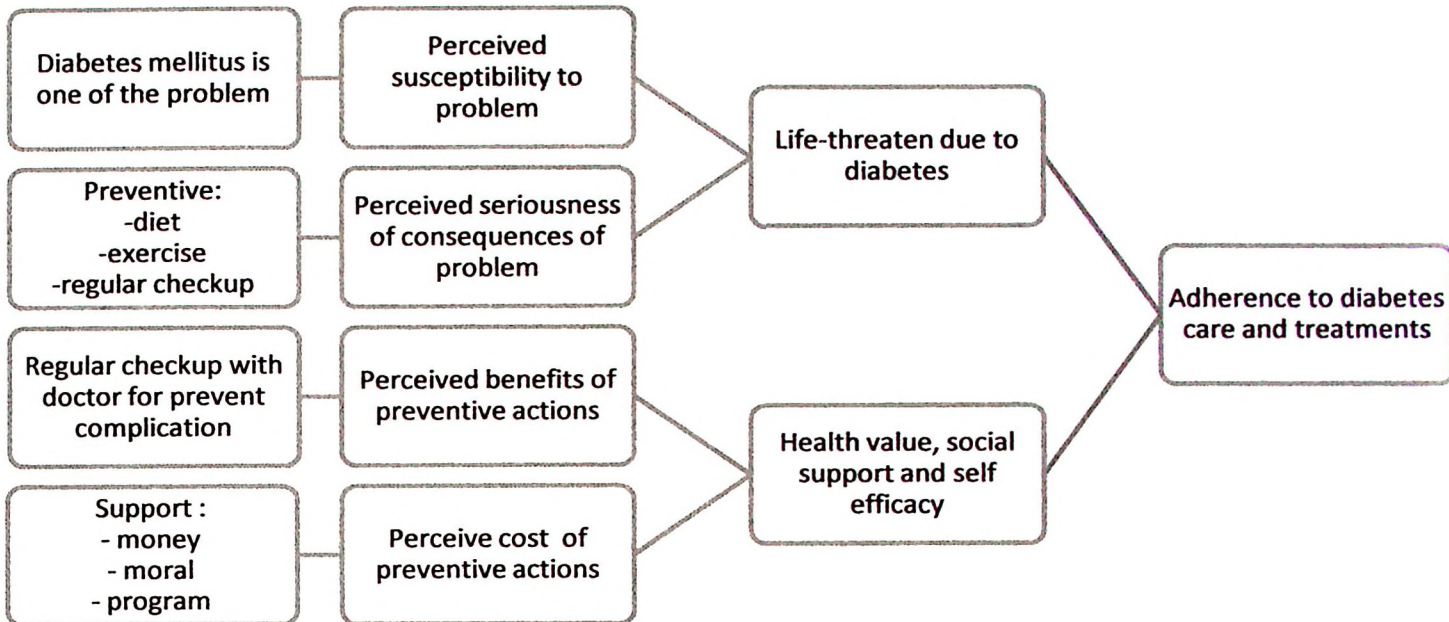 Diabetes mellitus is
one of the problem
Perceived
susceptibility to
problem
Preventive:
-diet
-exercise
-regular checkup
Perceived seriousness
of consequences of
problem
Life-threaten due to
diabetes
Regular checkup with
doctor for prevent
complication
Perceived benefits of
preventive actions
Support :
- money
- moral
- program
Perceive cost of
preventive actions
Health value, social
support and self
efficacy
Adherence to diabetes
care and treatments